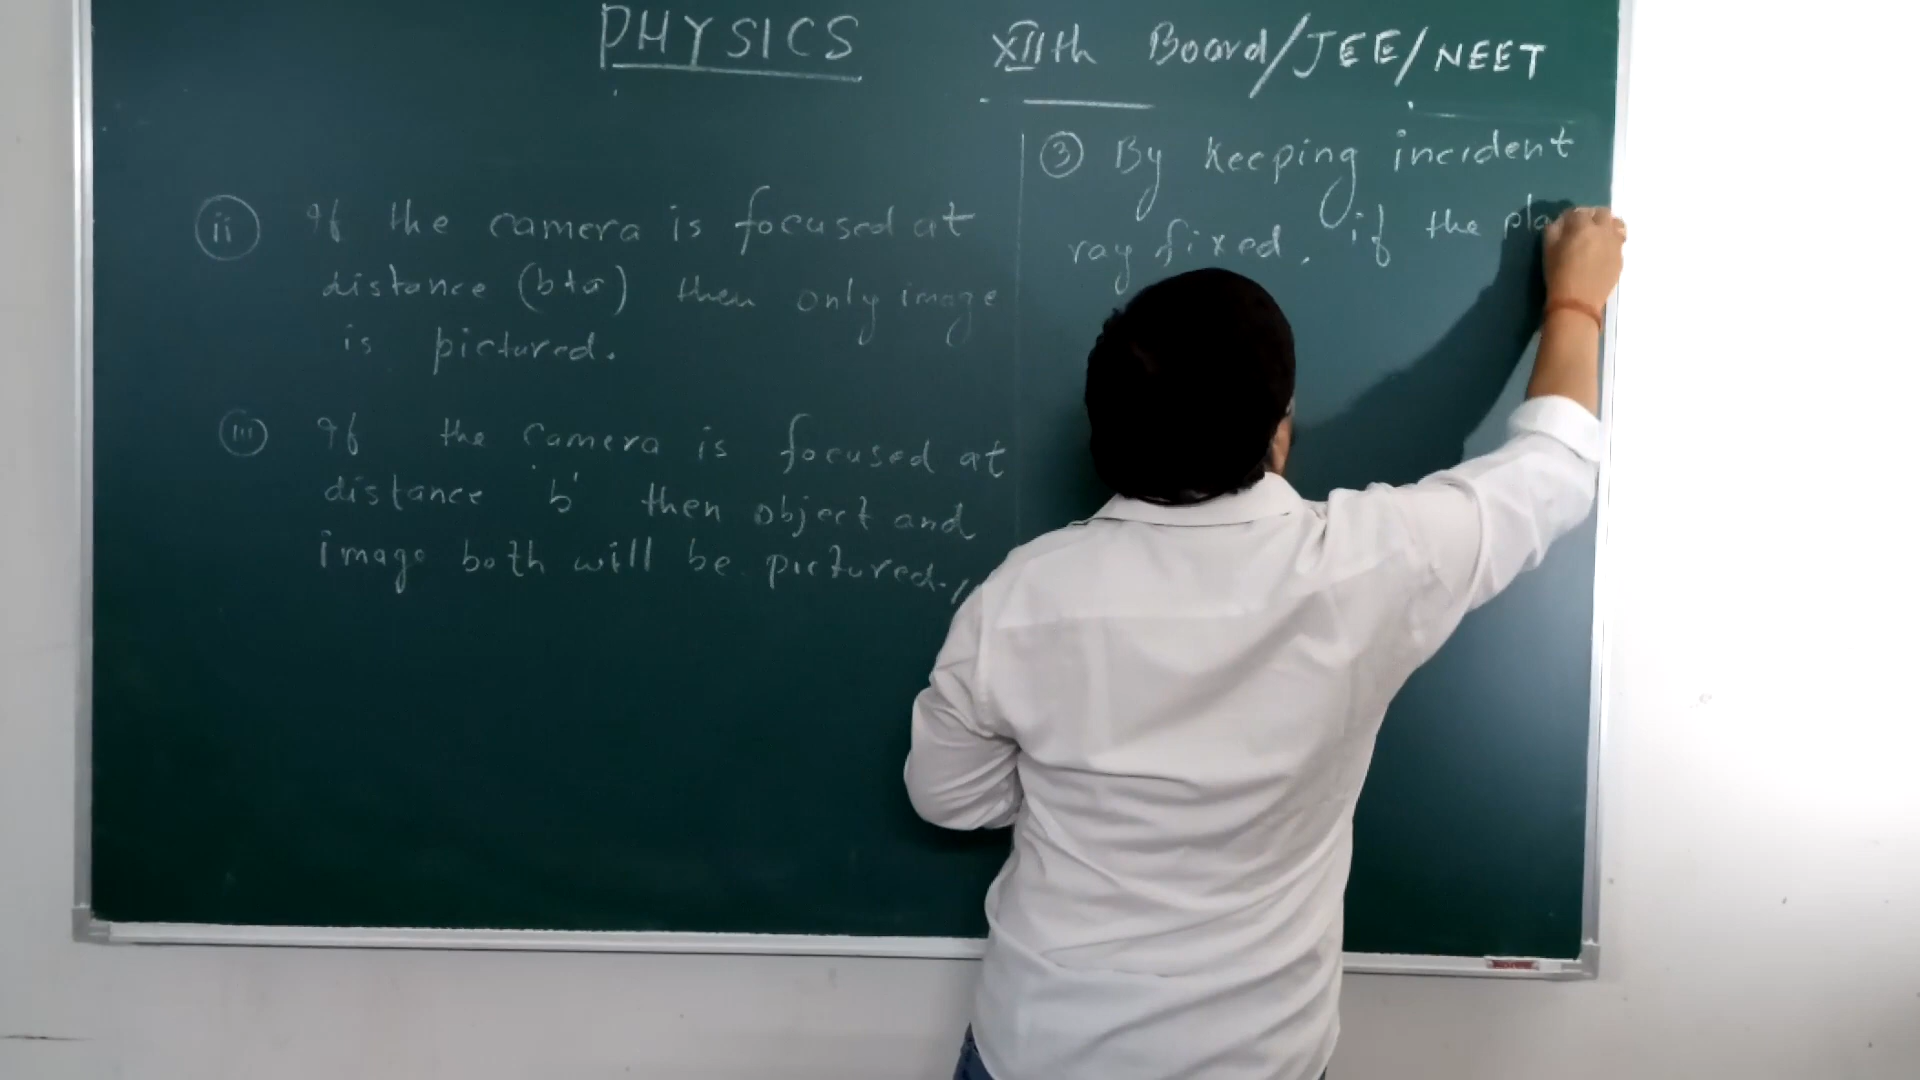 PHYSICS
XIIth Board/JEE/NEET
(ii) If the camera is focused at
distance (b+a) then only image
is pictured.
(iii) If the camera is focused at
distance 'b' then object and
image both will be pictured.
(3) By keeping incident
ray fixed, if the